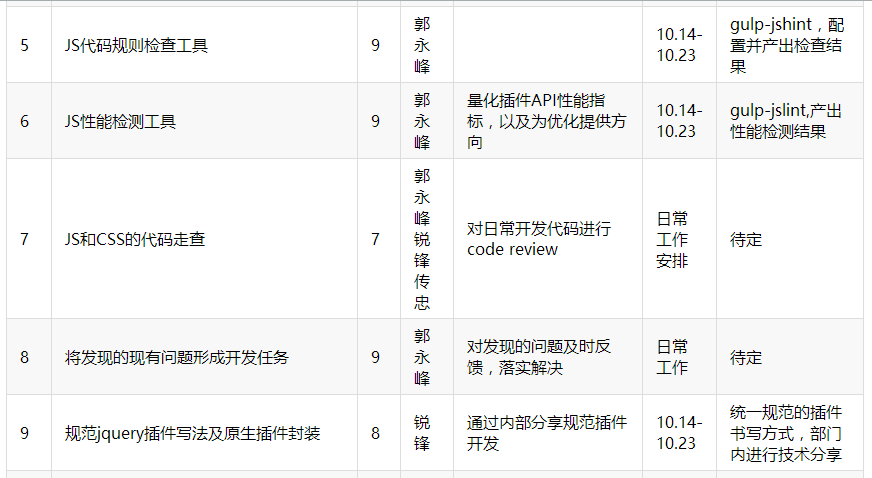 5
JS代码规则检查工具
9
郭
永
峰
10.14-
10.23
gulp-jshint，配
置并产出检查结
果
6
JS性能检测工具
9
郭
永
峰
量化插件API性能指
标，以及为优化提供方
向
10.14-
10.23
gulp-jslint,产出
性能检测结果
7
JS和CSS的代码走查
7
郭
永
峰
锐
锋
传
忠
对日常开发代码进行
code review
日常
工作
安排
待定
8
将发现的现有问题形成开发任务
9
郭
永
峰
对发现的问题及时反
馈，落实解决
日常
工作
待定
9
规范jquery插件写法及原生插件封装
8
锐
锋
通过内部分享规范插件
开发
10.14-
10.23
统一规范的插件
书写方式，部门
内进行技术分享